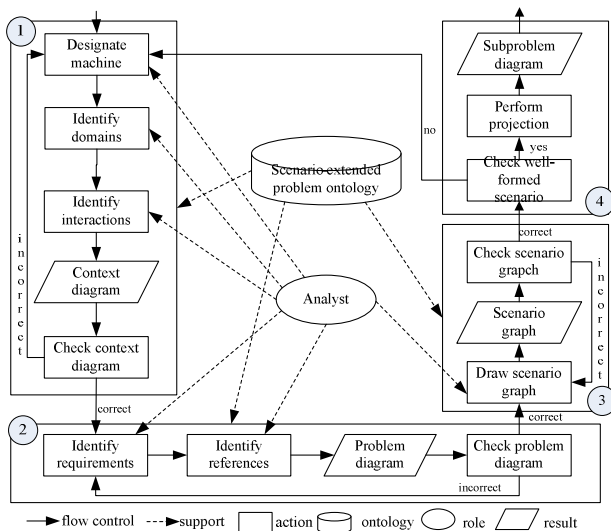 1
Designate
machine
Identify
domains
Identify
interactions
Context
diagram
Check context
diagram
incorrect
correct
2
Identify
requirements
Identify
references
Problem
diagram
Check problem
diagram
incorrect
correct
Scenario extended
problem ontology
Analyst
no
Subproblem
diagram
Perform
projection
yes
Check well-
formed
scenario
4
correct
Check scenario
grapch
Scenario
graph
Draw scenario
graph
incorrect
3
flow control
support
action
ontology
role
result